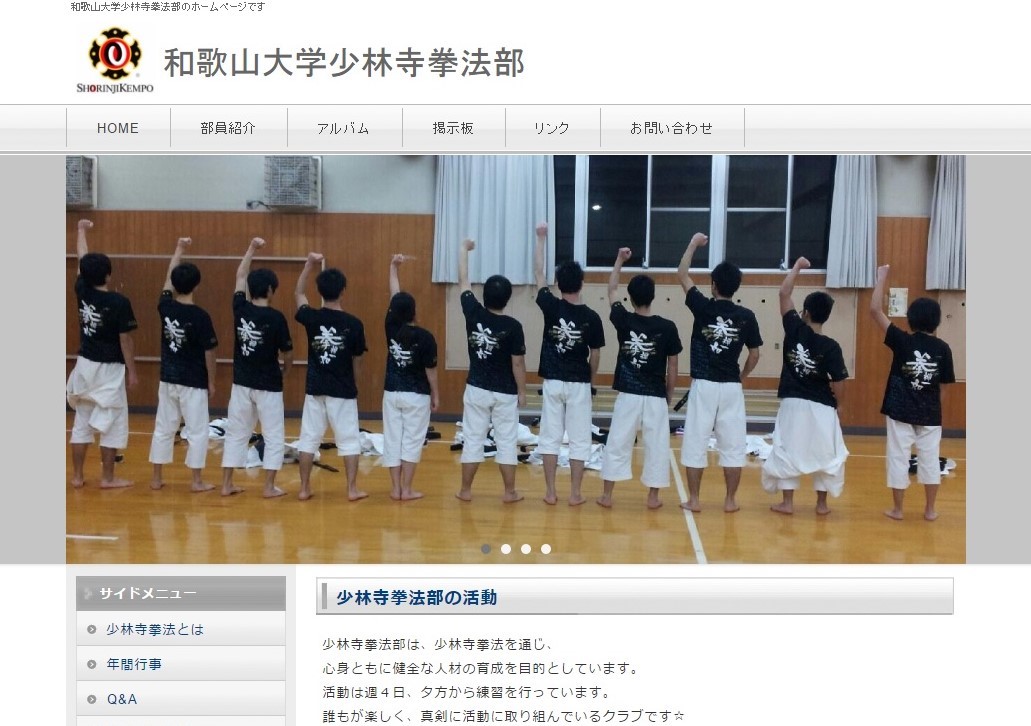 和歌山大学少林寺拳法部のホームページです
SHORINJIKEMPO
和歌山大学少林寺拳法部
HOME
部員紹介
アルバム
掲示板
リンク
お問い合わせ
サイドメニュー
少林寺拳法とは
年間行事
Q&A
少林寺拳法部の活動
少林寺拳法部は、少林寺拳法を通じ、
心身ともに健全な人材の育成を目的としています。
活動は週４日、夕方から練習を行っています。
誰もが楽しく、真剣に活動に取り組んでいるクラブです☆